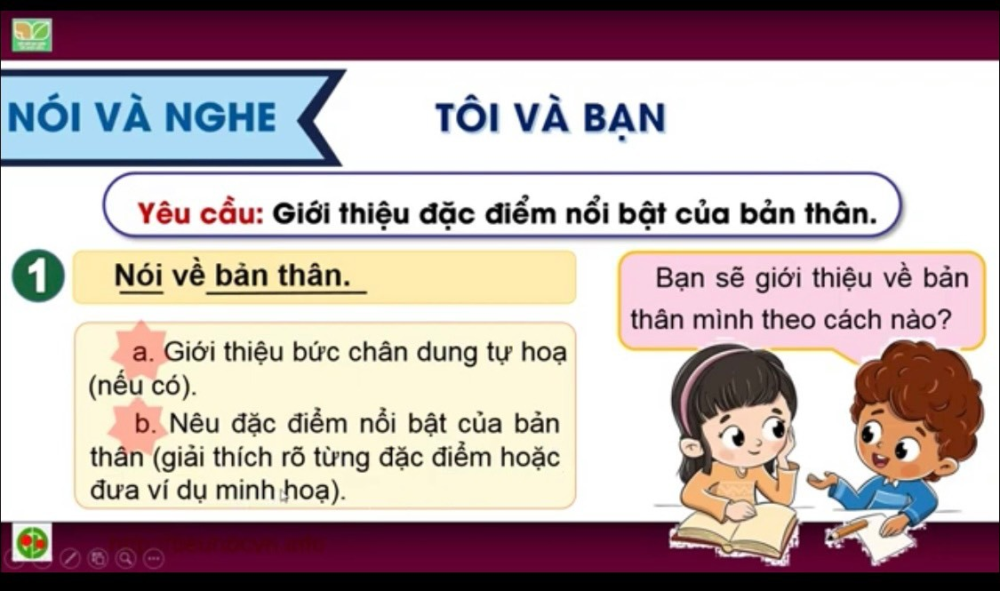 NÓI VÀ NGHE
TÔI VÀ BẠN
Yêu cầu: Giới thiệu đặc điểm nổi bật của bản thân.
1 Nói về bản thân.
a. Giới thiệu bức chân dung tự hoạ
(nếu có).
b. Nêu đặc điểm nổi bật của bản
thân (giải thích rõ từng đặc điểm hoặc
đưa ví dụ minh hoạ).
Bạn sẽ giới thiệu về bản
thân mình theo cách nào?